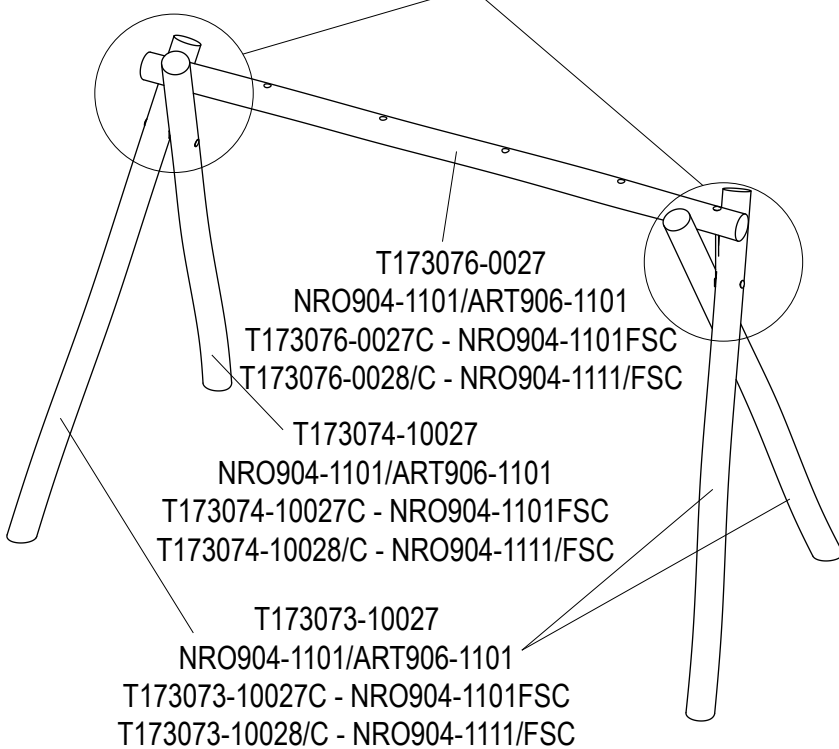 T173076-0027
NRO904-1101/ART906-1101
T173076-0027C - NRO904-1101FSC
T173076-0028/C - NRO904-1111/FSC
T173074-10027
NRO904-1101/ART906-1101
T173074-10027C - NRO904-1101FSC
T173074-10028/C - NRO904-1111/FSC
T173073-10027
NRO904-1101/ART906-1101
T173073-10027C - NRO904-1101FSC
T173073-10028/C - NRO904-1111/FSC